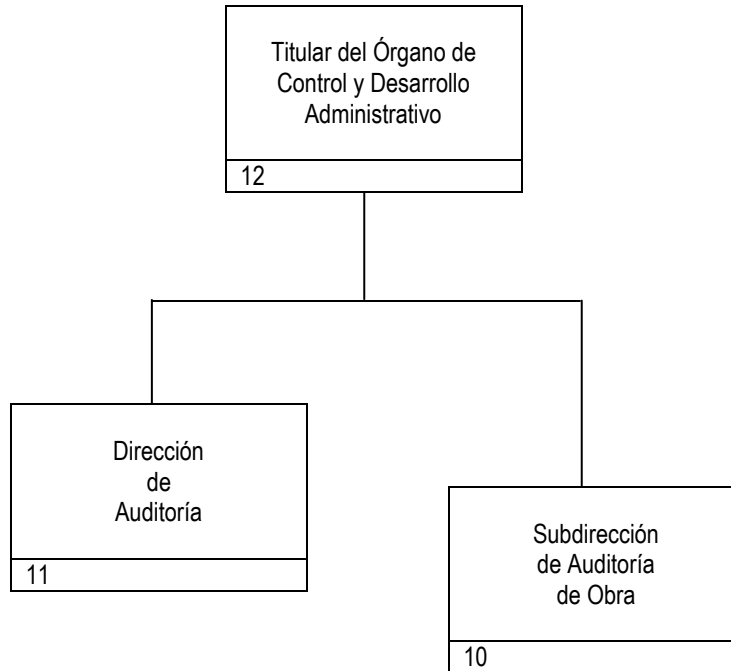 Titular del Órgano de
Control y Desarrollo
Administrativo
12
Dirección
de
Auditoría
11
Subdirección
de Auditoría
de Obra
10